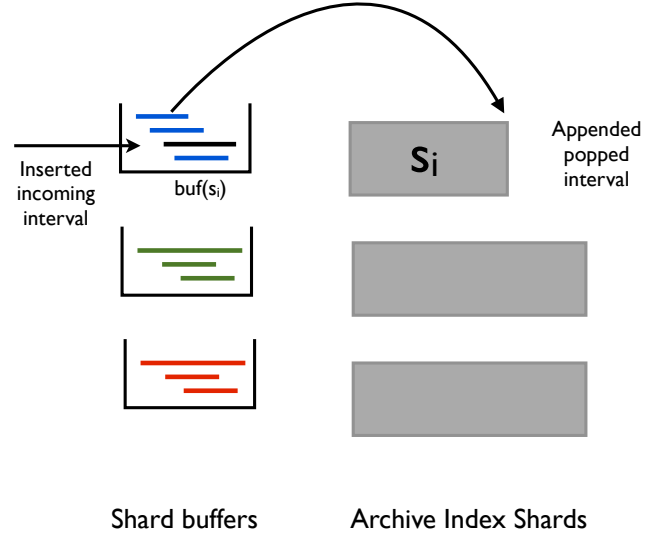 Inserted
incoming
interval
buf(sᵢ)
sᵢ
Appended
popped
interval
Shard buffers
Archive Index Shards